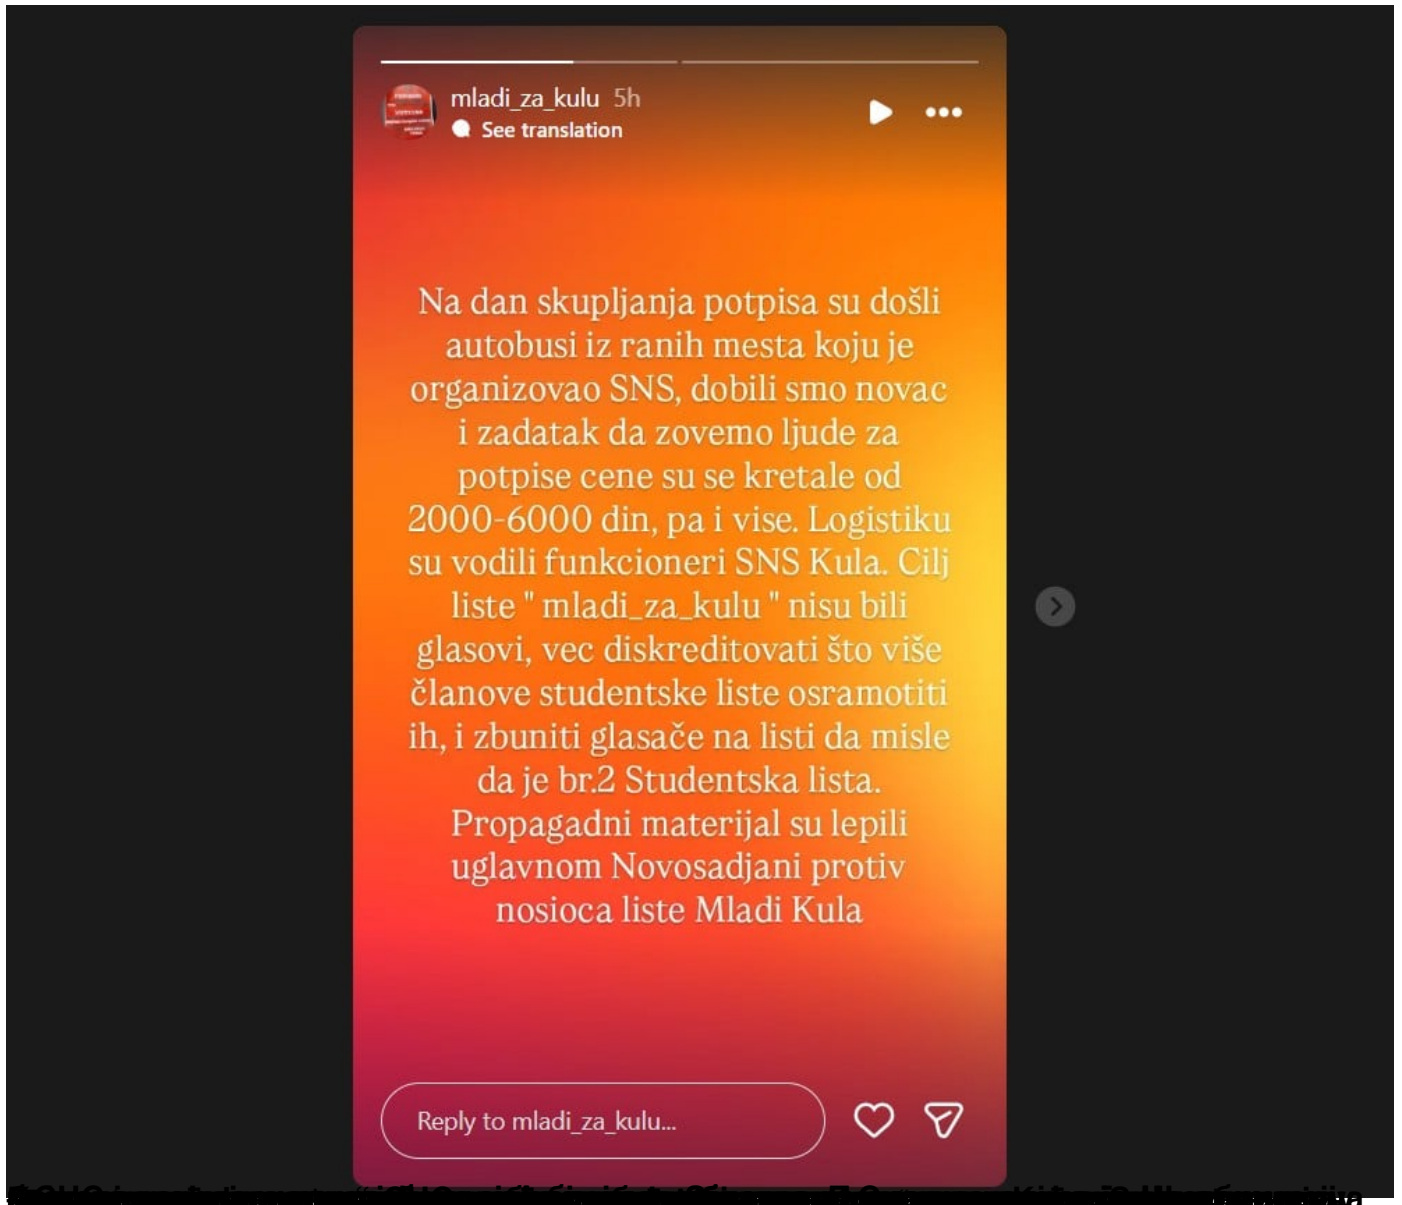 mladi_za_kulu 5h
See translation
Na dan skupljanja potpisa su došli
autobusi iz ranih mesta koju je
organizovao SNS, dobili smo novac
i zadatak da zovemo ljude za
potpise cene su se kretale od
2000-6000 din, pa i vise. Logistiku
su vodili funkcioneri SNS Kula. Cilj
liste " mladi_za_kulu " nisu bili
glasovi, vec diskreditovati što više
članove studentske liste osramotiti
ih, i zbuniti glasače na listi da misle
da je br.2 Studentska lista.
Propagadni materijal su lepili
uglavnom Novosadjani protiv
nosioca liste Mladi Kula
Reply to mladi_za_kulu...